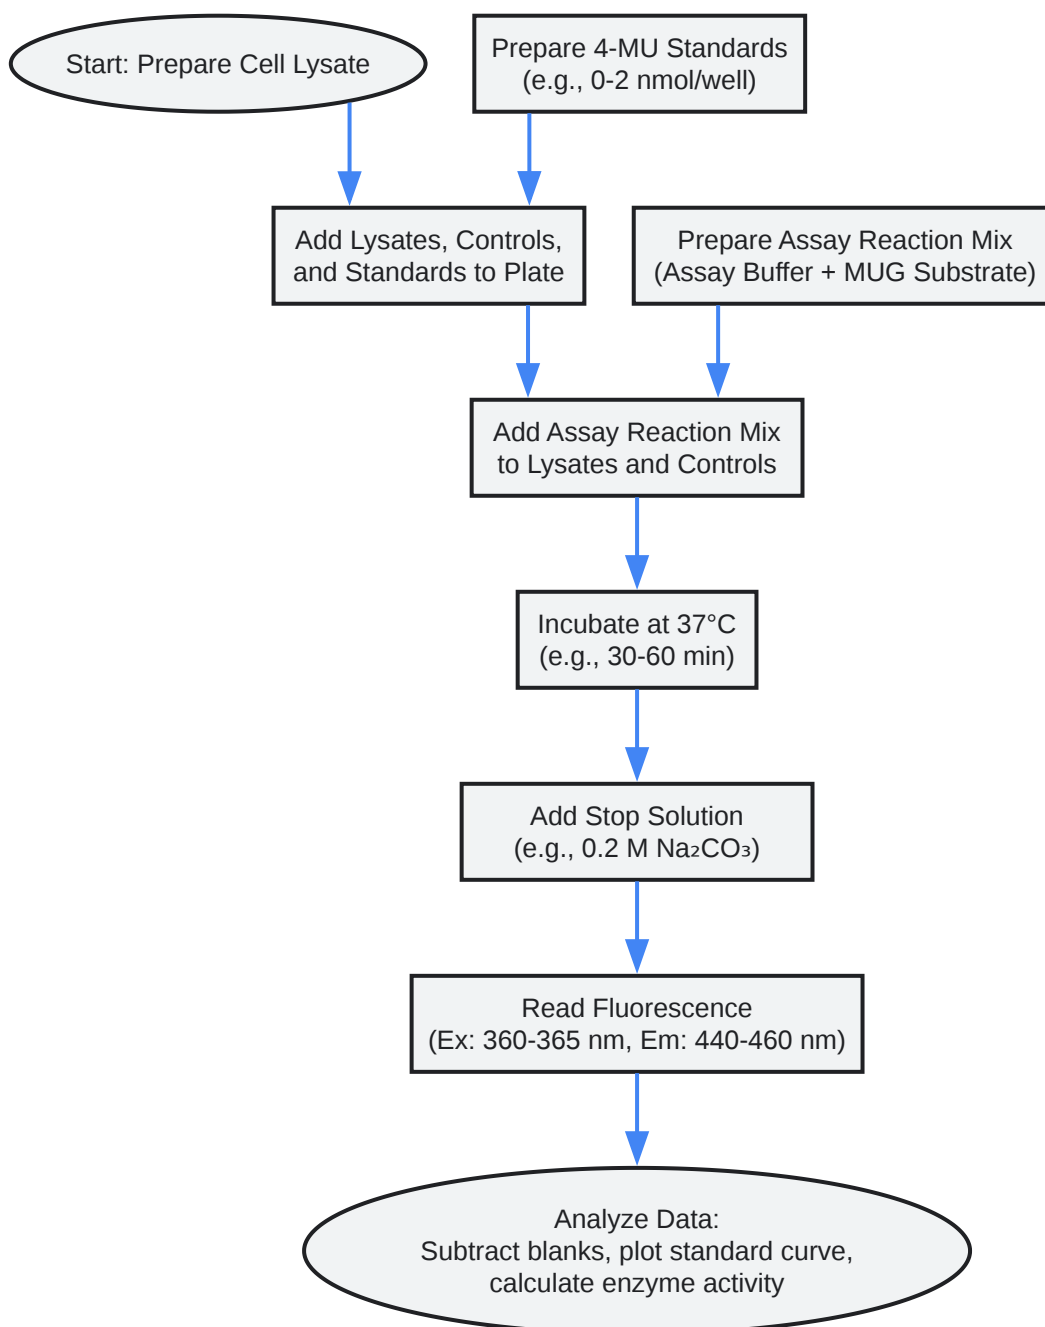 Start: Prepare Cell Lysate
Prepare 4-MU Standards
(e.g., 0-2 nmol/well)
Add Lysates, Controls,
and Standards to Plate
Prepare Assay Reaction Mix
(Assay Buffer + MUG Substrate)
Add Assay Reaction Mix
to Lysates and Controls
Incubate at 37°C
(e.g., 30-60 min)
Add Stop Solution
(e.g., 0.2 M Na₂CO₃)
Read Fluorescence
(Ex: 360-365 nm, Em: 440-460 nm)
Analyze Data:
Subtract blanks, plot standard curve,
calculate enzyme activity